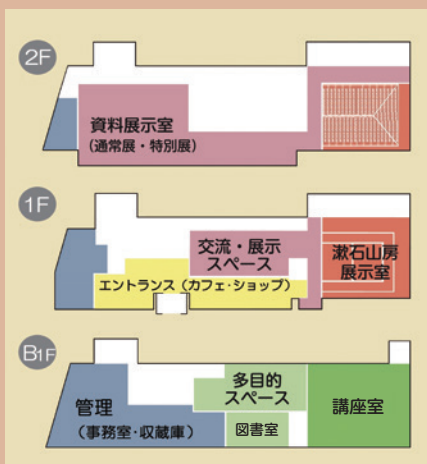 2F
資料展示室
(通常展・特別展)
1F
交流・展示
スペース
エントランス(カフェ・ショップ)
漱石山房
展示室
B1F
多目的
スペース
管理
(事務室・収蔵庫)
図書室
講座室